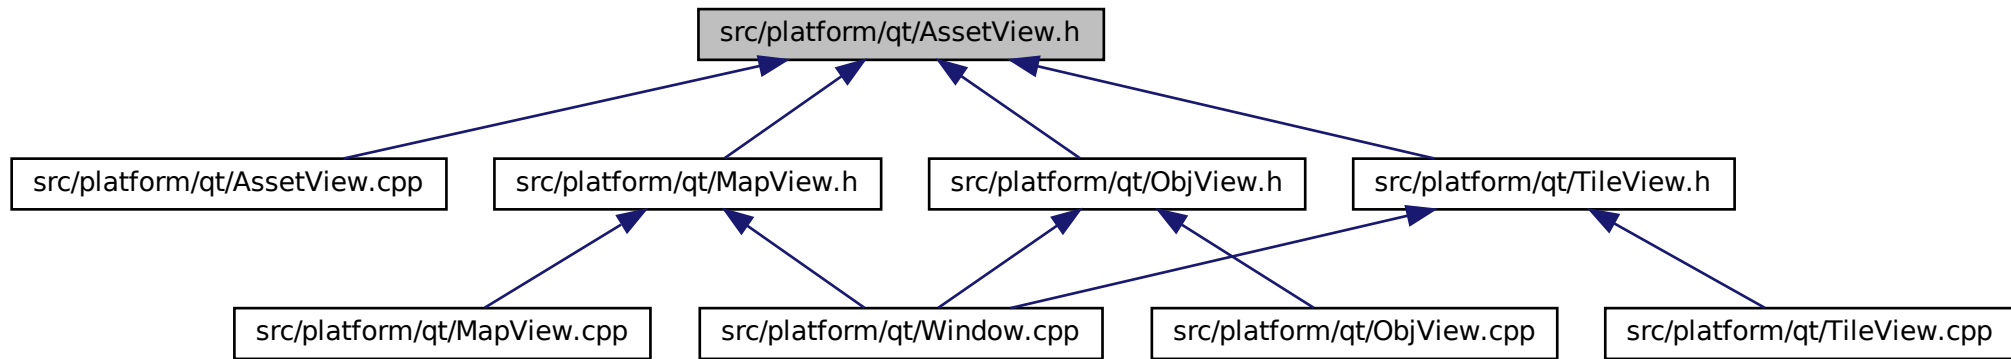 src/platform/qt/AssetView.h
src/platform/qt/AssetView.cpp
src/platform/qt/MapView.h
src/platform/qt/ObjView.h
src/platform/qt/TileView.h
src/platform/qt/MapView.cpp
src/platform/qt/Window.cpp
src/platform/qt/ObjView.cpp
src/platform/qt/TileView.cpp